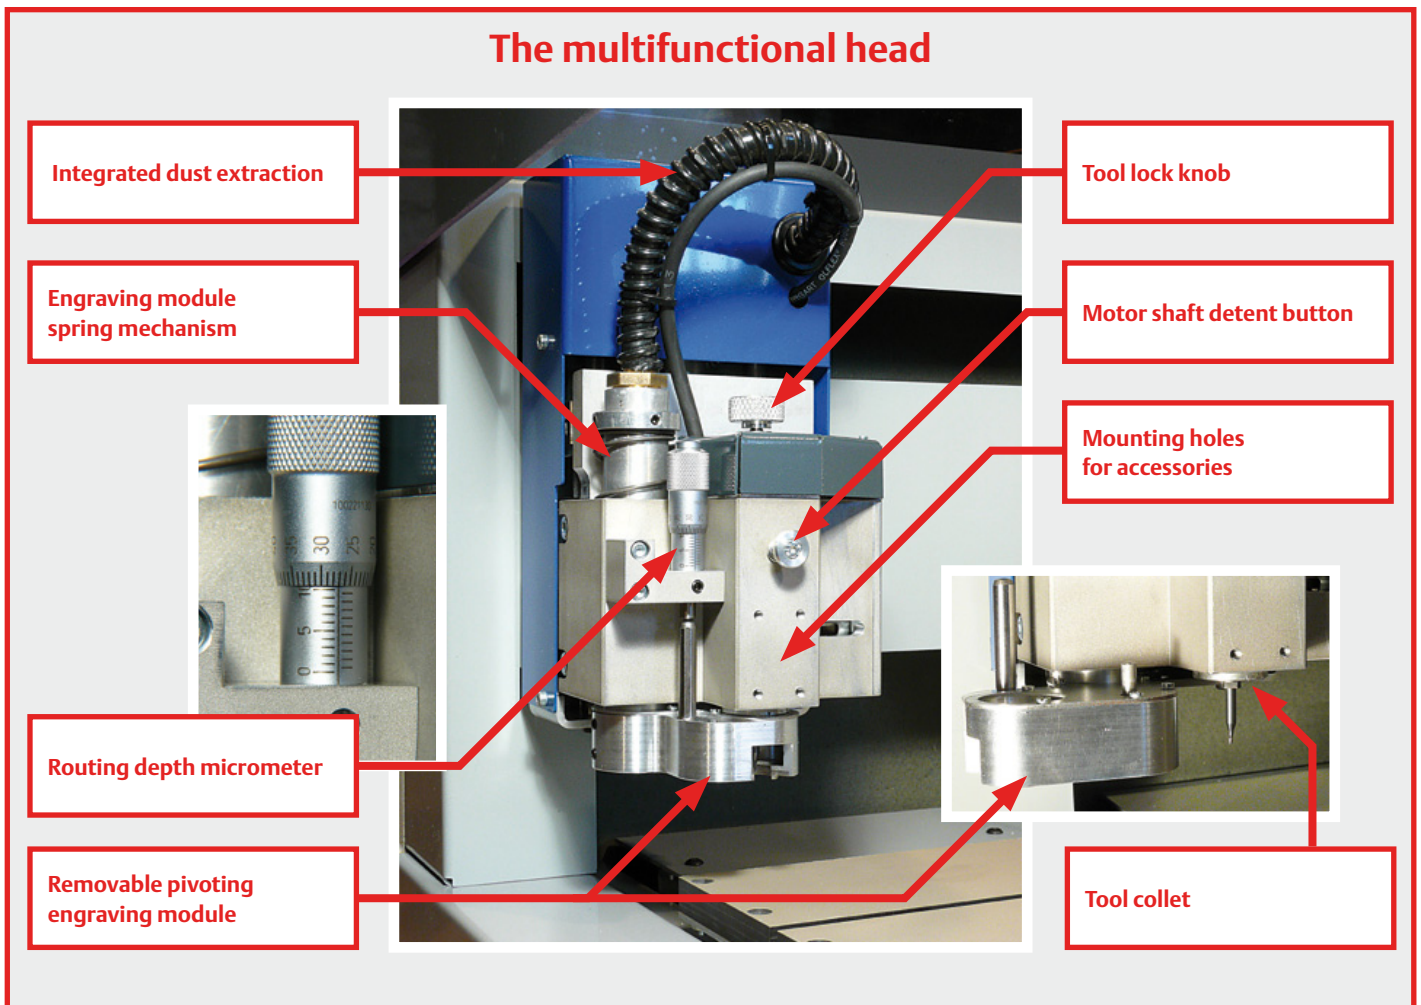 The multifunctional head
Integrated dust extraction
Engraving module
spring mechanism
Routing depth micrometer
Removable pivoting
engraving module
Tool lock knob
Motor shaft detent button
Mounting holes
for accessories
Tool collet
35 30 25
10
5
0